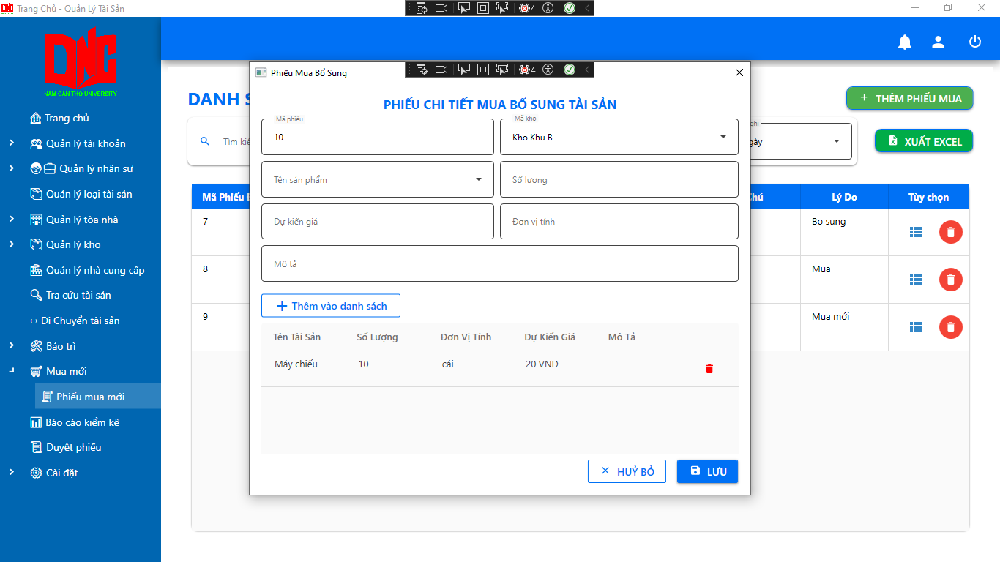 Trang Chủ - Quản Lý Tài Sản
4
DNC
NAM CAN THO UNIVERSITY
Trang chủ
Quản lý tài khoản
Quản lý nhân sự
Quản lý loại tài sản
Quản lý tòa nhà
Quản lý kho
Quản lý nhà cung cấp
Tra cứu tài sản
Di Chuyển tài sản
Bảo trì
Mua mới
Phiếu mua mới
Báo cáo kiểm kê
Duyệt phiếu
Cài đặt
DANH S
THÊM PHIẾU MUA
Tìm kiế
ghị
gày
XUẤT EXCEL
Mã Phiếu Đ
Chú
Lý Do
Tùy chọn
7
Bo sung
8
Mua
9
Mua mới
Phiếu Mua Bổ Sung
4
PHIẾU CHI TIẾT MUA BỔ SUNG TÀI SẢN
Mã phiếu
10
Mã kho
Kho Khu B
Tên sản phẩm
Số lượng
Dự kiến giá
Đơn vị tính
Mô tả
Thêm vào danh sách
Tên Tài Sản Số Lượng Đơn Vị Tính Dự Kiến Giá Mô Tả
Máy chiếu 10 cái 20 VND
HUỶ BỎ
LƯU